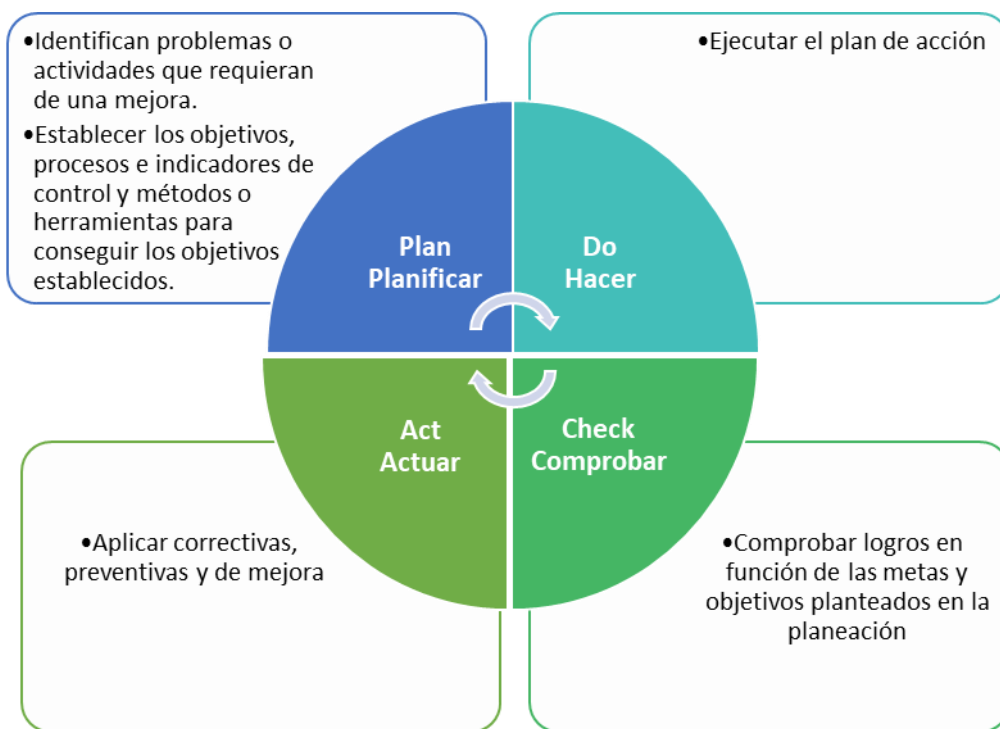 •Identifican problemas o
actividades que requieran
de una mejora.
•Establecer los objetivos,
procesos e indicadores de
control y métodos o
herramientas para
conseguir los objetivos
establecidos.
•Ejecutar el plan de acción
Plan
Planificar
Do
Hacer
Act
Actuar
Check
Comprobar
•Aplicar correctivas,
preventivas y de mejora
•Comprobar logros en
función de las metas y
objetivos planteados en la
planeación